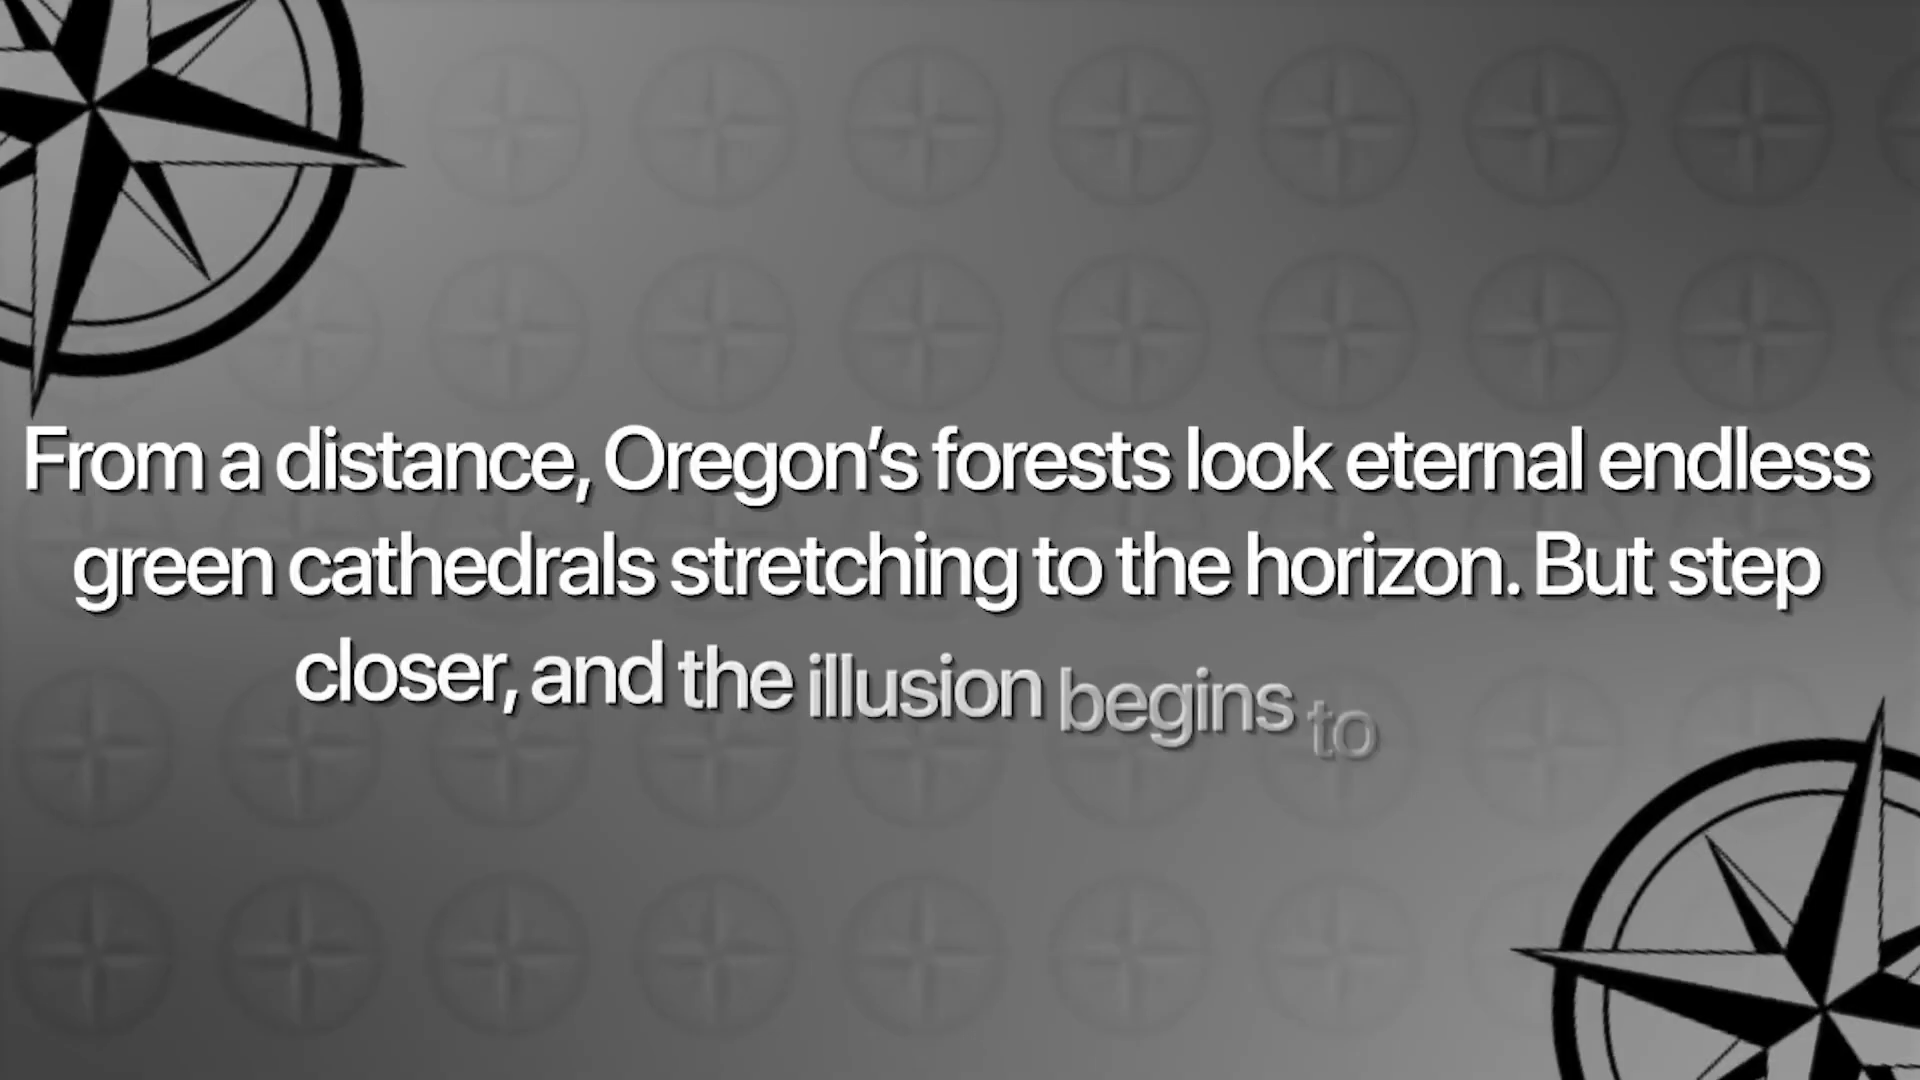 From a distance, Oregon’s forests look eternal endless
green cathedrals stretching to the horizon. But step
closer, and the illusion begins to